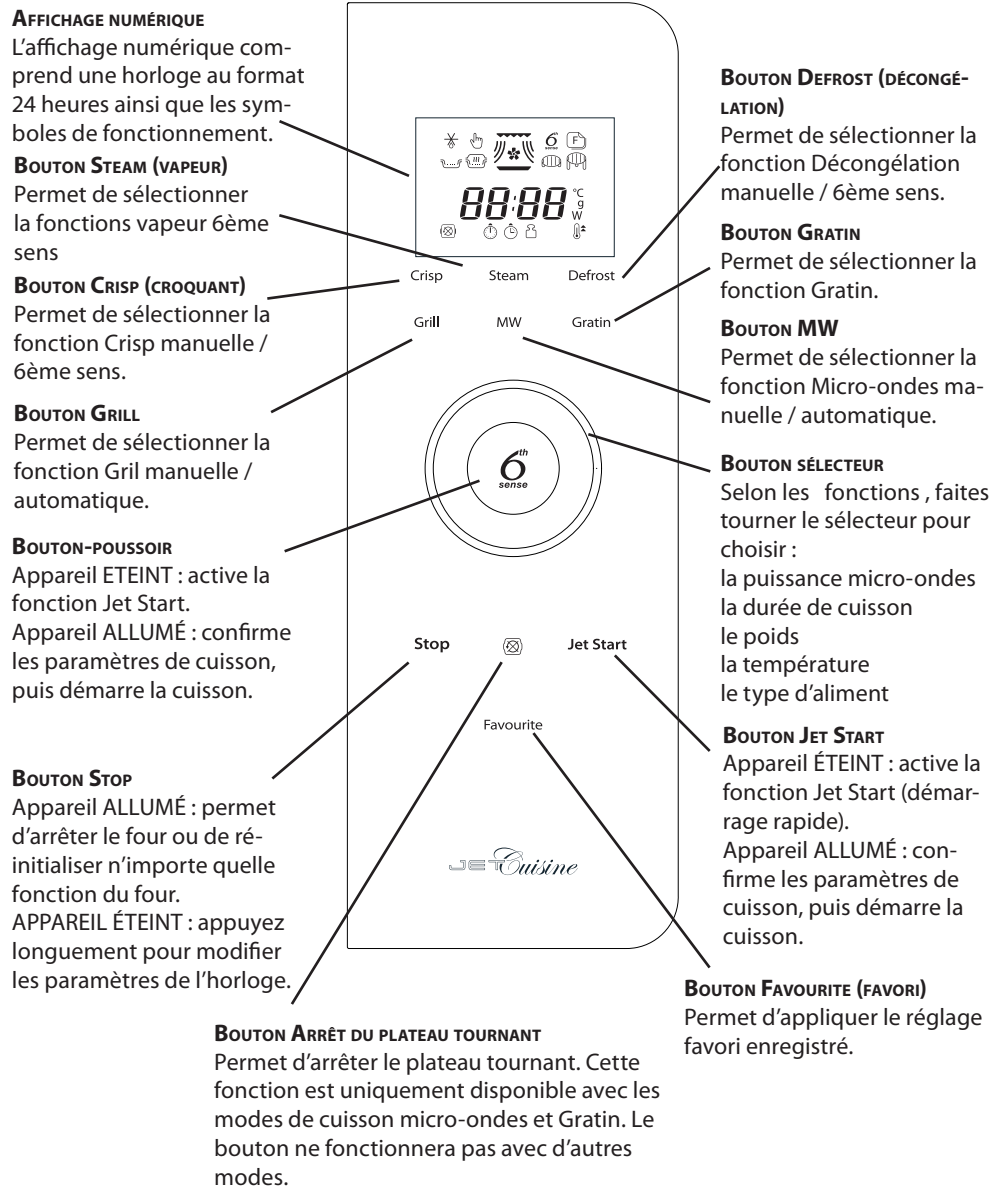 AFFICHAGE NUMÉRIQUE
L'affichage numérique com-
prend une horloge au format
24 heures ainsi que les sym-
boles de fonctionnement.
BOUTON STEAM (VAPEUR)
Permet de sélectionner
la fonctions vapeur 6ème
sens
BOUTON CRISP (CROQUANT)
Permet de sélectionner la
fonction Crisp manuelle /
6ème sens.
BOUTON GRILL
Permet de sélectionner la
fonction Gril manuelle /
automatique.
BOUTON-POUSSOIR
Appareil ETEINT : active la
fonction Jet Start.
Appareil ALLUMÉ : confirme
les paramètres de cuisson,
puis démarre la cuisson.
BOUTON STOP
Appareil ALLUMÉ : permet
d'arrêter le four ou de ré-
initialiser n'importe quelle
fonction du four.
APPAREIL ÉTEINT : appuyez
longuement pour modifier
les paramètres de l'horloge.
6 sense F
88:88 °C
g
W
Crisp Steam Defrost
Grill MW Gratin
6th
sense
Stop Jet Start
Favourite
JET Cuisine
BOUTON DEFROST (DÉCONGÉ-
LATION)
Permet de sélectionner la
fonction Décongélation
manuelle / 6ème sens.
BOUTON GRATIN
Permet de sélectionner la
fonction Gratin.
BOUTON MW
Permet de sélectionner la
fonction Micro-ondes ma-
nuelle / automatique.
BOUTON SÉLECTEUR
Selon les fonctions , faites
tourner le sélecteur pour
choisir :
la puissance micro-ondes
la durée de cuisson
le poids
la température
le type d'aliment
BOUTON JET START
Appareil ÉTEINT : active la
fonction Jet Start (démar-
rage rapide).
Appareil ALLUMÉ : con-
firme les paramètres de
cuisson, puis démarre la
cuisson.
BOUTON FAVOURITE (FAVORI)
Permet d'appliquer le réglage
favori enregistré.
BOUTON ARRÊT DU PLATEAU TOURNANT
Permet d'arrêter le plateau tournant. Cette
fonction est uniquement disponible avec les
modes de cuisson micro-ondes et Gratin. Le
bouton ne fonctionnera pas avec d'autres
modes.